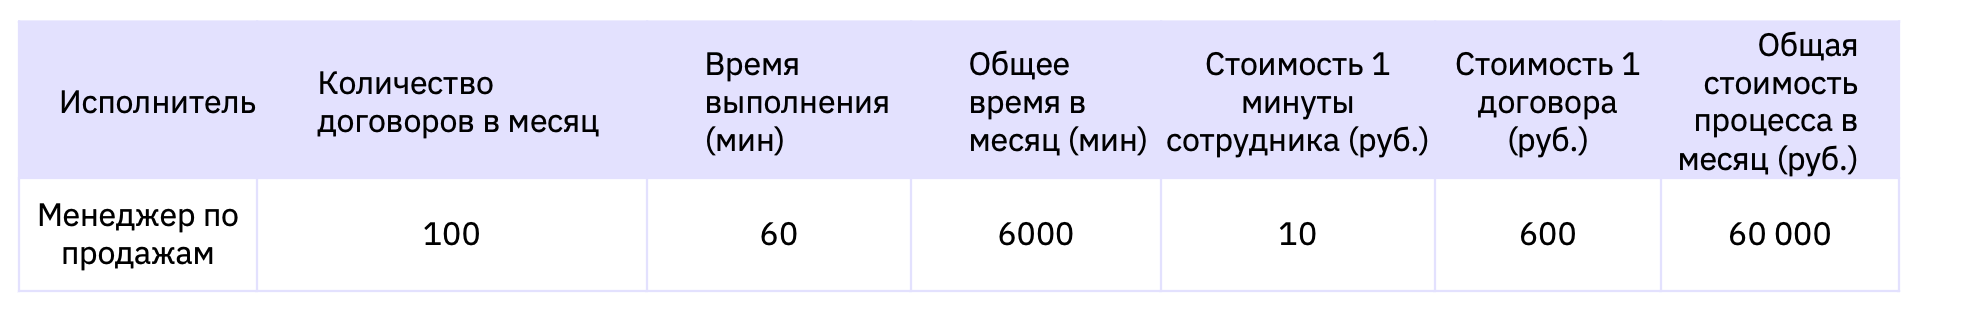 Исполнитель
Количество
договоров в месяц
Время
выполнения
(мин)
Общее
время в
месяц (мин)
Стоимость 1
минуты
сотрудника (руб.)
Стоимость 1
договора
(руб.)
Общая
стоимость
процесса в
месяц (руб.)
Менеджер по
продажам
100
60
6000
10
600
60 000